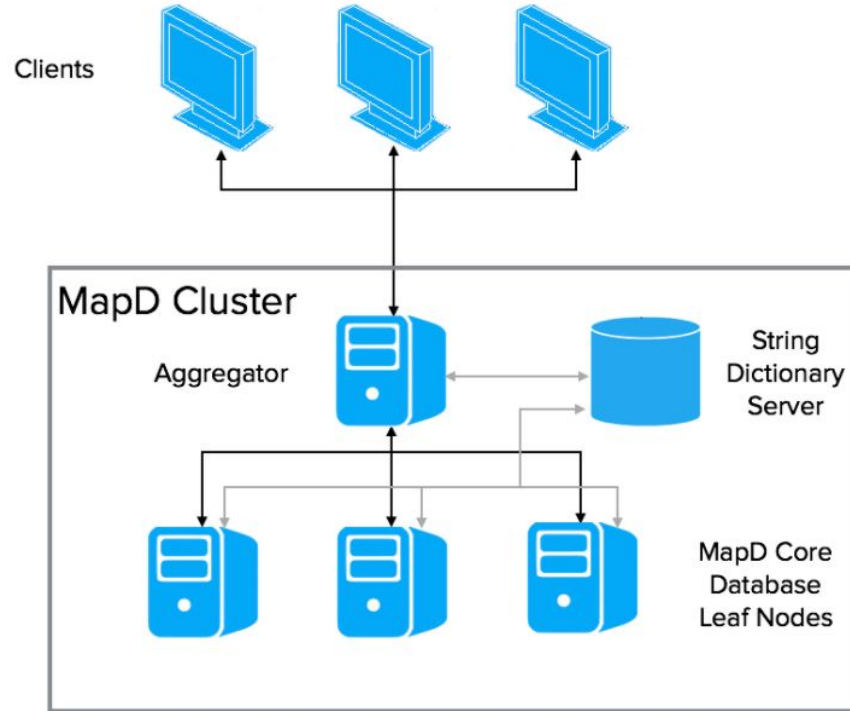 Clients
MapD Cluster
Aggregator
String
Dictionary
Server
MapD Core
Database
Leaf Nodes